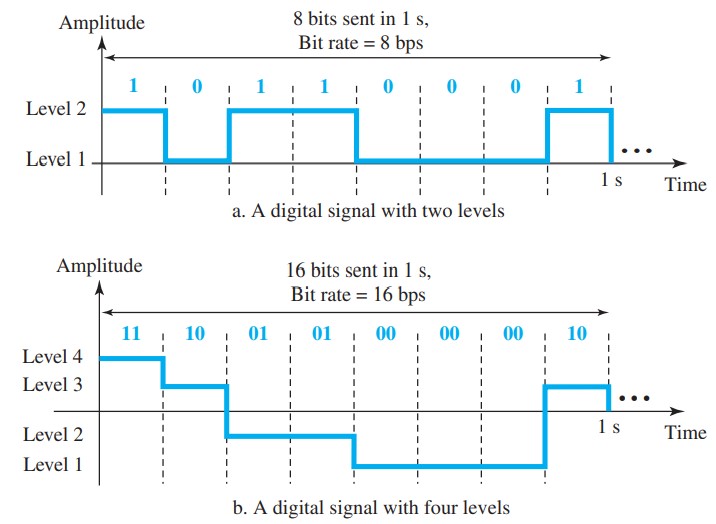 Amplitude
8 bits sent in 1 s,
Bit rate = 8 bps
1 0 1 1 0 0 0 1
Level 2
Level 1
1 s
Time
a. A digital signal with two levels
Amplitude
16 bits sent in 1 s,
Bit rate = 16 bps
11 10 01 01 00 00 00 10
Level 4
Level 3
Level 2
Level 1
1 s
Time
b. A digital signal with four levels